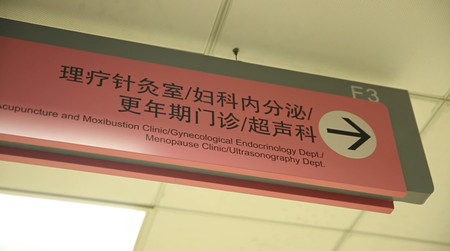 F3
理疗针灸室/妇科内分泌/
更年期门诊/超声科
Acupuncture and Moxibustion Clinic/Gynecological Endocrinology Dept./
Menopause Clinic/Ultrasonography Dept.